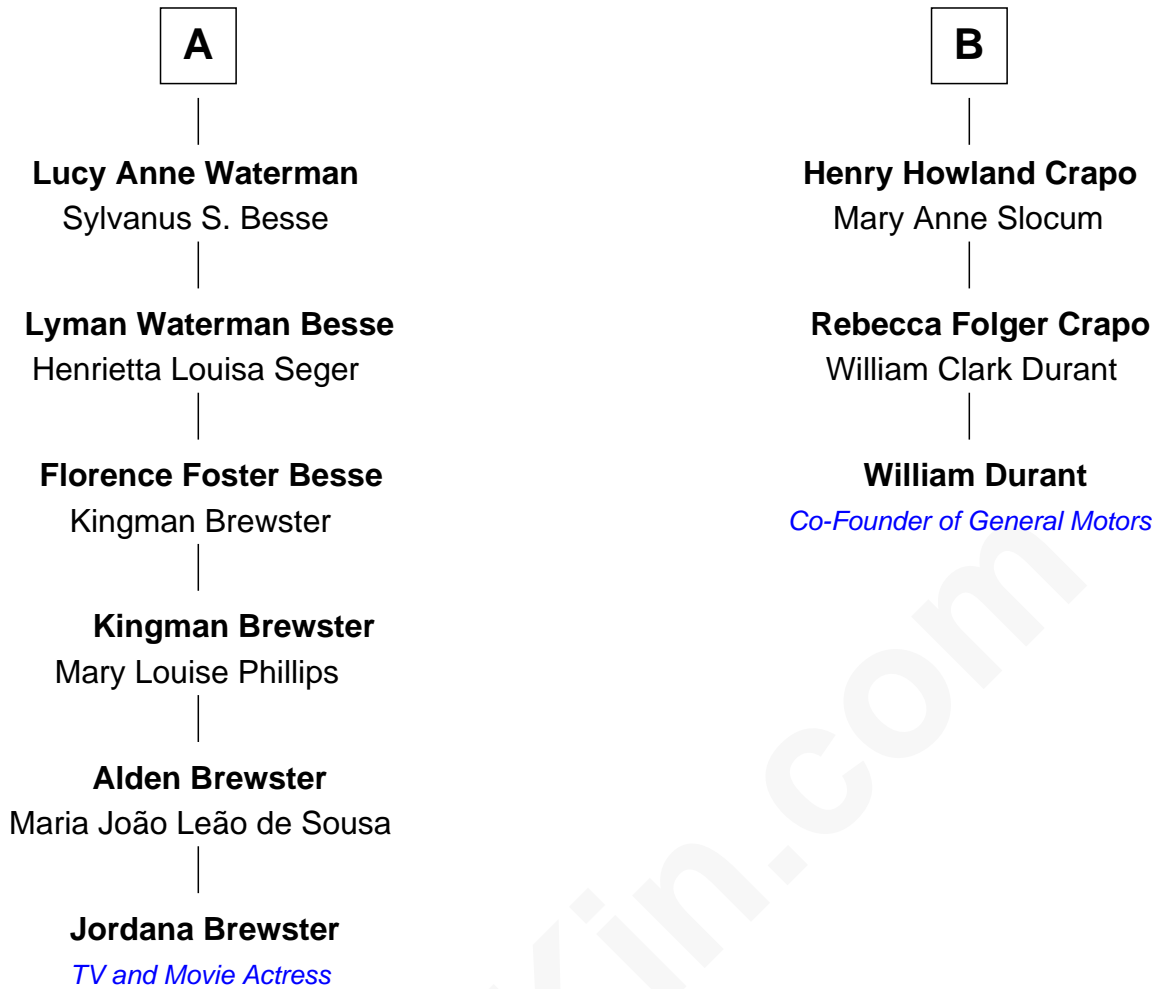 A
Lucy Anne Waterman
Sylvanus S. Besse
Lyman Waterman Besse
Henrietta Louisa Seger
Florence Foster Besse
Kingman Brewster
Kingman Brewster
Mary Louise Phillips
Alden Brewster
Maria João Leão de Sousa
Jordana Brewster
TV and Movie Actress
B
Henry Howland Crapo
Mary Anne Slocum
Rebecca Folger Crapo
William Clark Durant
William Durant
Co-Founder of General Motors
Kin.com